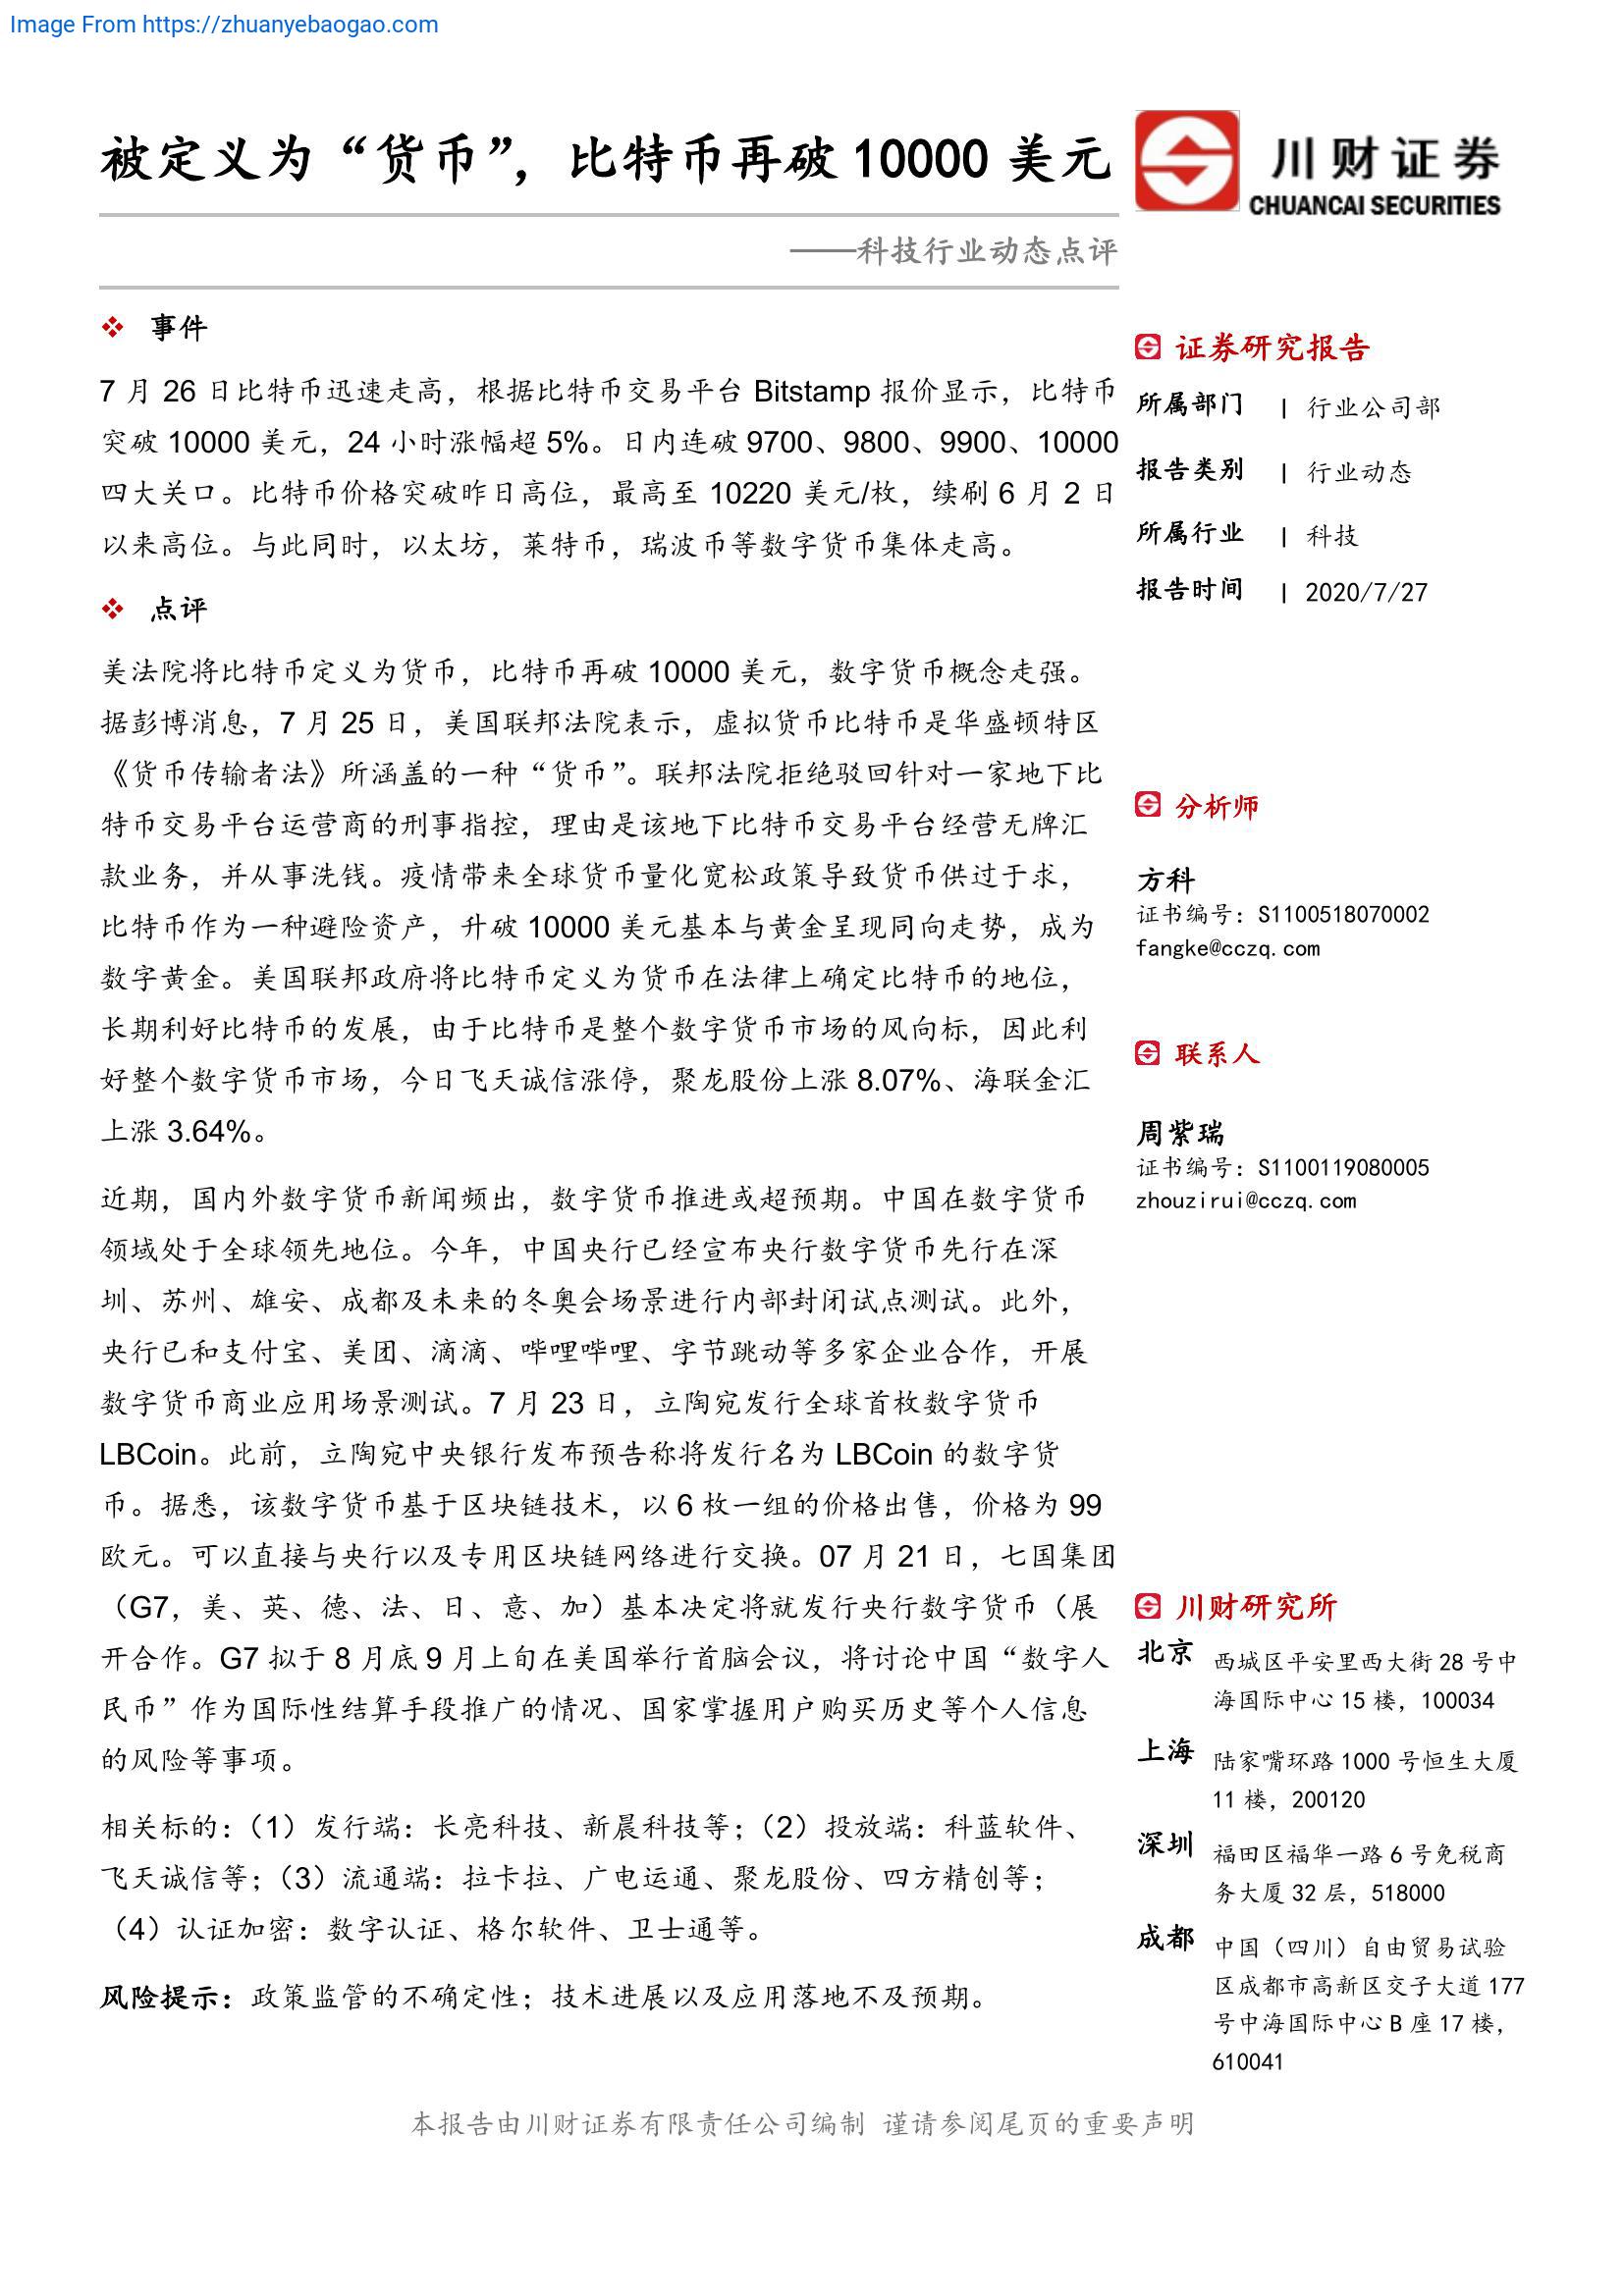 Image From https://zhuanyebaogao.com
被定义为“货币”，比特币再破 10000 美元
川财证券
CHUANCAI SECURITIES
——科技行业动态点评
事件
7 月 26 日比特币迅速走高，根据比特币交易平台 Bitstamp 报价显示，比特币
突破 10000 美元，24 小时涨幅超 5%。日内连破 9700、9800、9900、10000
四大关口。比特币价格突破昨日高位，最高至 10220 美元/枚，续刷 6 月 2 日
以来高位。与此同时，以太坊，莱特币，瑞波币等数字货币集体走高。
点评
美法院将比特币定义为货币，比特币再破 10000 美元，数字货币概念走强。
据彭博消息，7 月 25 日，美国联邦法院表示，虚拟货币比特币是华盛顿特区
《货币传输者法》所涵盖的一种“货币”。联邦法院拒绝驳回针对一家地下比
特币交易平台运营商的刑事指控，理由是该地下比特币交易平台经营无牌汇
款业务，并从事洗钱。疫情带来全球货币量化宽松政策导致货币供过于求，
比特币作为一种避险资产，升破 10000 美元基本与黄金呈现同向走势，成为
数字黄金。美国联邦政府将比特币定义为货币在法律上确定比特币的地位，
长期利好比特币的发展，由于比特币是整个数字货币市场的风向标，因此利
好整个数字货币市场，今日飞天诚信涨停，聚龙股份上涨 8.07%、海联金汇
上涨 3.64%。
近期，国内外数字货币新闻频出，数字货币推进或超预期。中国在数字货币
领域处于全球领先地位。今年，中国央行已经宣布央行数字货币先行在深
圳、苏州、雄安、成都及未来的冬奥会场景进行内部封闭试点测试。此外，
央行已和支付宝、美团、滴滴、哔哩哔哩、字节跳动等多家企业合作，开展
数字货币商业应用场景测试。7 月 23 日，立陶宛发行全球首枚数字货币
LBCoin。此前，立陶宛中央银行发布预告称将发行名为 LBCoin 的数字货
币。据悉，该数字货币基于区块链技术，以 6 枚一组的价格出售，价格为 99
欧元。可以直接与央行以及专用区块链网络进行交换。07 月 21 日，七国集团
（G7，美、英、德、法、日、意、加）基本决定将就发行央行数字货币（展
开合作。G7 拟于 8 月底 9 月上旬在美国举行首脑会议，将讨论中国“数字人
民币”作为国际性结算手段推广的情况、国家掌握用户购买历史等个人信息
的风险等事项。
相关标的：（1）发行端：长亮科技、新晨科技等；（2）投放端：科蓝软件、
飞天诚信等；（3）流通端：拉卡拉、广电运通、聚龙股份、四方精创等；
（4）认证加密：数字认证、格尔软件、卫士通等。
风险提示：政策监管的不确定性；技术进展以及应用落地不及预期。
证券研究报告
所属部门 | 行业公司部
报告类别 | 行业动态
所属行业 | 科技
报告时间 | 2020/7/27
分析师
方科
证书编号：S1100518070002
fangke@cczq.com
联系人
周紫瑞
证书编号：S1100119080005
zhouzirui@cczq.com
川财研究所
北京 西城区平安里西大街 28 号中
海国际中心 15 楼，100034
上海 陆家嘴环路 1000 号恒生大厦
11 楼，200120
深圳 福田区福华一路 6 号免税商
务大厦 32 层，518000
成都 中国（四川）自由贸易试验
区成都市高新区交子大道 177
号中海国际中心 B 座 17 楼，
610041
本报告由川财证券有限责任公司编制 谨请参阅尾页的重要声明